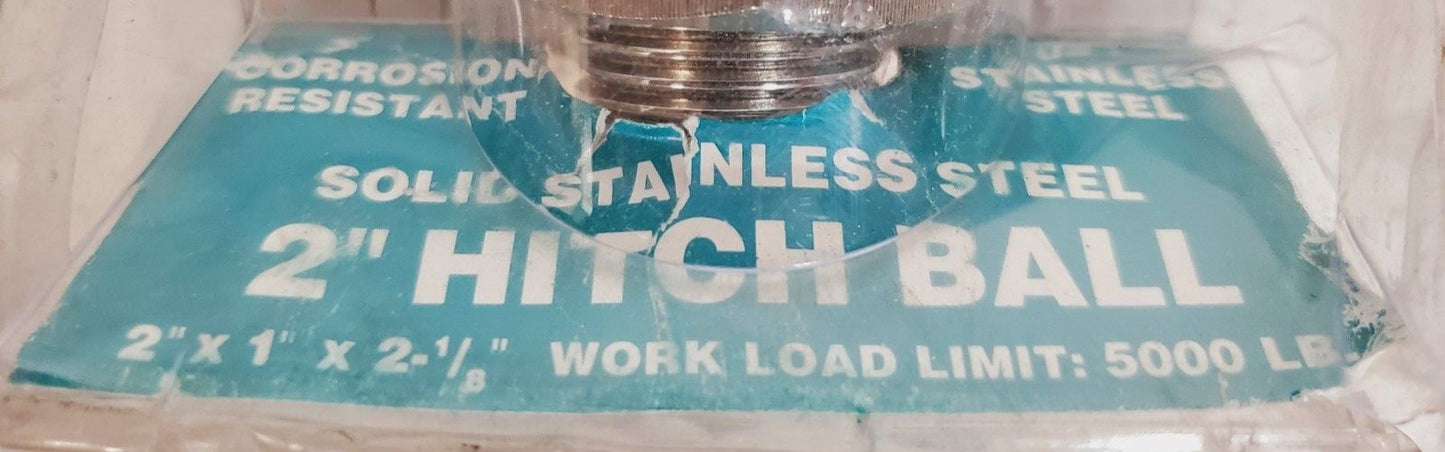 CORROSION
RESISTANT
STAINLESS
STEEL
SOLID STAINLESS STEEL
2" HITCH BALL
2" X 1" X 2-1/8" WORK LOAD LIMIT: 5000 LB.